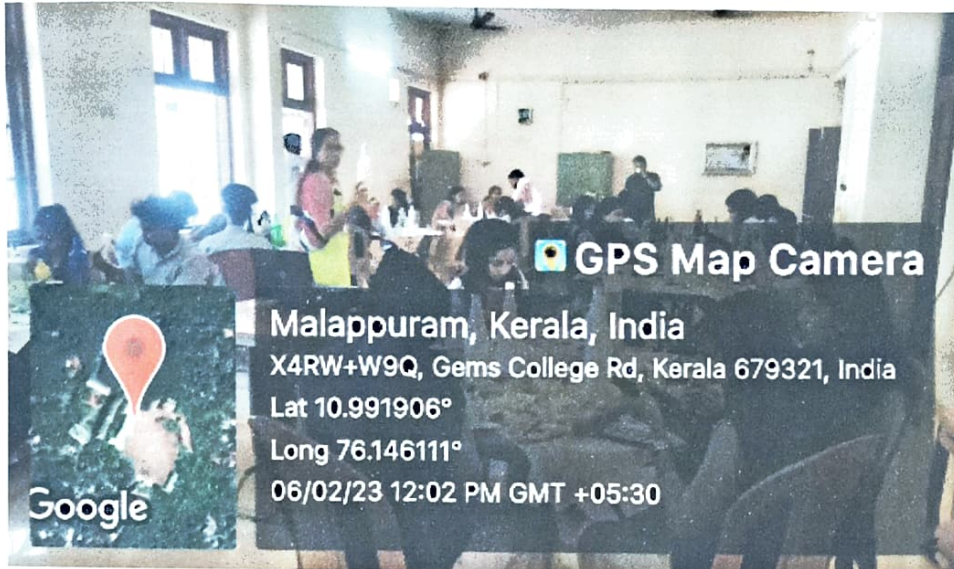 GPS Map Camera
Malappuram, Kerala, India
X4RW+W9Q, Gems College Rd, Kerala 679321, India
Lat 10.991906°
Long 76.146111°
06/02/23 12:02 PM GMT +05:30
Google